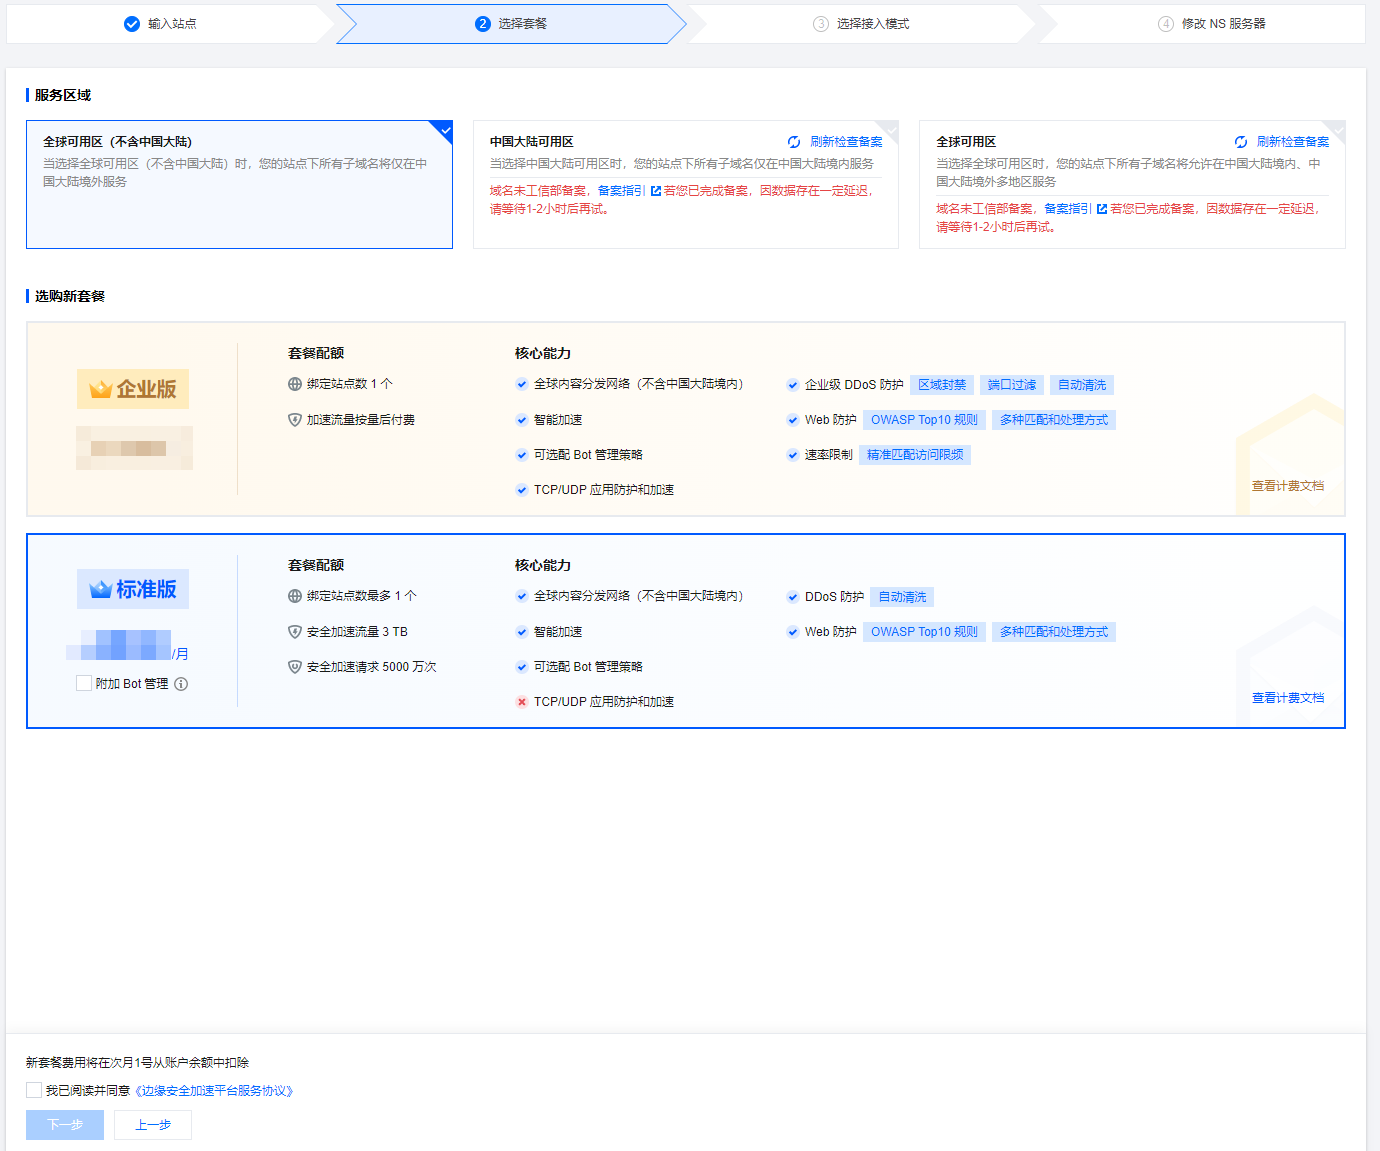 输入站点
2 选择套餐
3 选择接入模式
4 修改 NS 服务器
服务区域
全球可用区（不含中国大陆）
当选择全球可用区（不含中国大陆）时，您的站点下所有子域名将仅在中
国大陆境外服务
中国大陆可用区
刷新检查备案
当选择中国大陆可用区时，您的站点下所有子域名仅在中国大陆境内服务
域名未工信部备案，备案指引 若您已完成备案，因数据存在一定延迟，
请等待1-2小时后再试。
全球可用区
刷新检查备案
当选择全球可用区时，您的站点下所有子域名将允许在中国大陆境内、中
国大陆境外多地区服务
域名未工信部备案，备案指引 若您已完成备案，因数据存在一定延迟，
请等待1-2小时后再试。
选购新套餐
企业版
套餐配额
绑定站点数 1 个
加速流量按量后付费
核心能力
全球内容分发网络（不含中国大陆境内）
智能加速
可选配 Bot 管理策略
TCP/UDP 应用防护和加速
企业级 DDoS 防护 区域封禁 端口过滤 自动清洗
Web 防护 OWASP Top10 规则 多种匹配和处理方式
速率限制 精准匹配访问限频
查看计费文档
标准版
/月
附加 Bot 管理
套餐配额
绑定站点数最多 1 个
安全加速流量 3 TB
安全加速请求 5000 万次
核心能力
全球内容分发网络（不含中国大陆境内）
智能加速
可选配 Bot 管理策略
TCP/UDP 应用防护和加速
DDoS 防护 自动清洗
Web 防护 OWASP Top10 规则 多种匹配和处理方式
查看计费文档
新套餐费用将在次月1号从账户余额中扣除
我已阅读并同意《边缘安全加速平台服务协议》
下一步
上一步